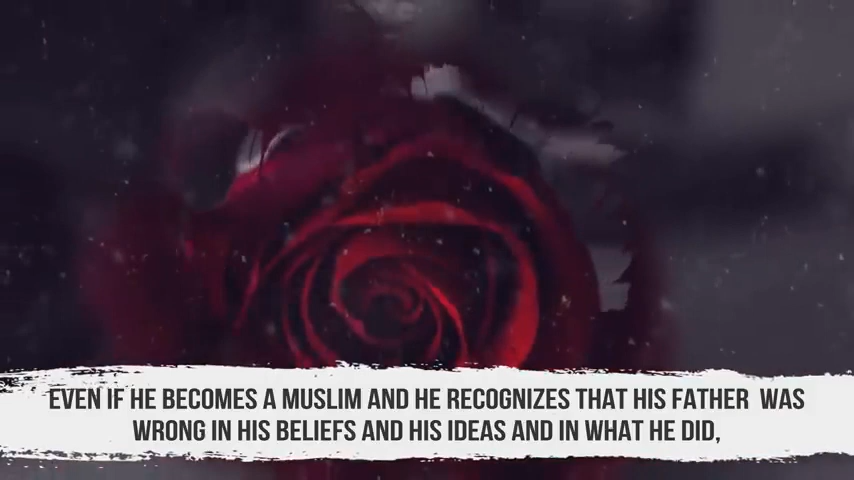 EVEN IF HE BECOMES A MUSLIM AND HE RECOGNIZES THAT HIS FATHER WAS
WRONG IN HIS BELIEFS AND HIS IDEAS AND IN WHAT HE DID,